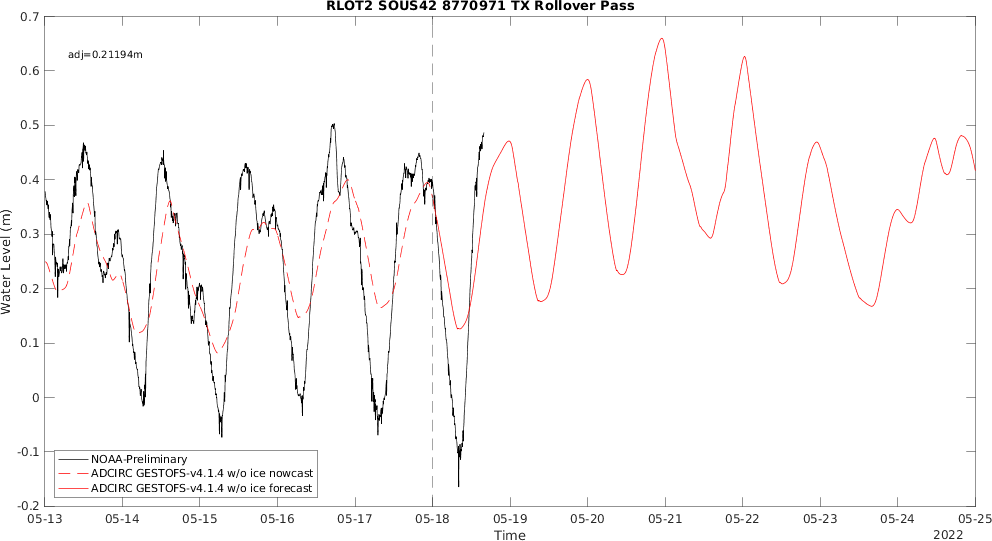 RLOT2 SOUS42 8770971 TX Rollover Pass
0.7
adj=0.21194m
0.6
0.5
0.4
0.3
0.2
0.1
0
-0.1
-0.2
Water Level (m)
NOAA-Preliminary
ADCIRC GESTOFS-v4.1.4 w/o ice nowcast
ADCIRC GESTOFS-v4.1.4 w/o ice forecast
05-13 05-14 05-15 05-16 05-17 05-18 05-19 05-20 05-21 05-22 05-23 05-24 05-25
Time
2022